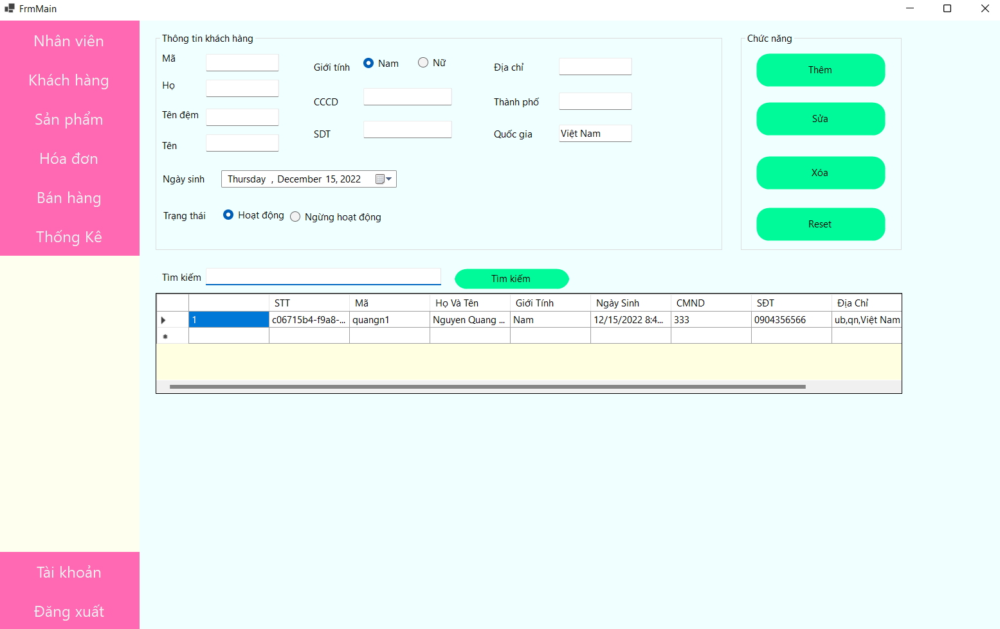 FrmMain
Nhân viên
Khách hàng
Sản phẩm
Hóa đơn
Bán hàng
Thống Kê
Tài khoản
Đăng xuất
Thông tin khách hàng
Mã
Họ
Tên đệm
Tên
Giới tính Nam Nữ
CCCD
SDT
Địa chỉ
Thành phố
Quốc gia Việt Nam
Ngày sinh Thursday , December 15, 2022
Trạng thái Hoạt động Ngừng hoạt động
Chức năng
Thêm
Sửa
Xóa
Reset
Tìm kiếm Tìm kiếm
STT Mã Họ Và Tên Giới Tính Ngày Sinh CMND SĐT Địa Chỉ
1 c06715b4-f9a8-... quangn1 Nguyen Quang ... Nam 12/15/2022 8:4... 333 0904356566 ub,qn,Việt Nam